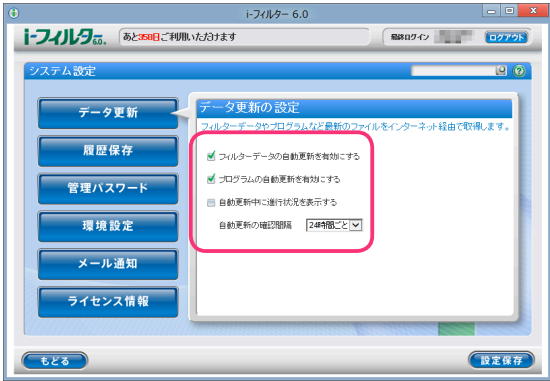 i-フィルター 6.0
i-フィルター6.0. あと358日ご利用いただけます 最終ログイン ログアウト
システム設定
データ更新
履歴保存
管理パスワード
環境設定
メール通知
ライセンス情報
データ更新の設定
フィルターデータやプログラムなど最新のファイルをインターネット経由で取得します。
フィルターデータの自動更新を有効にする
プログラムの自動更新を有効にする
自動更新中に進行状況を表示する
自動更新の確認間隔 24時間ごと
もどる 設定保存